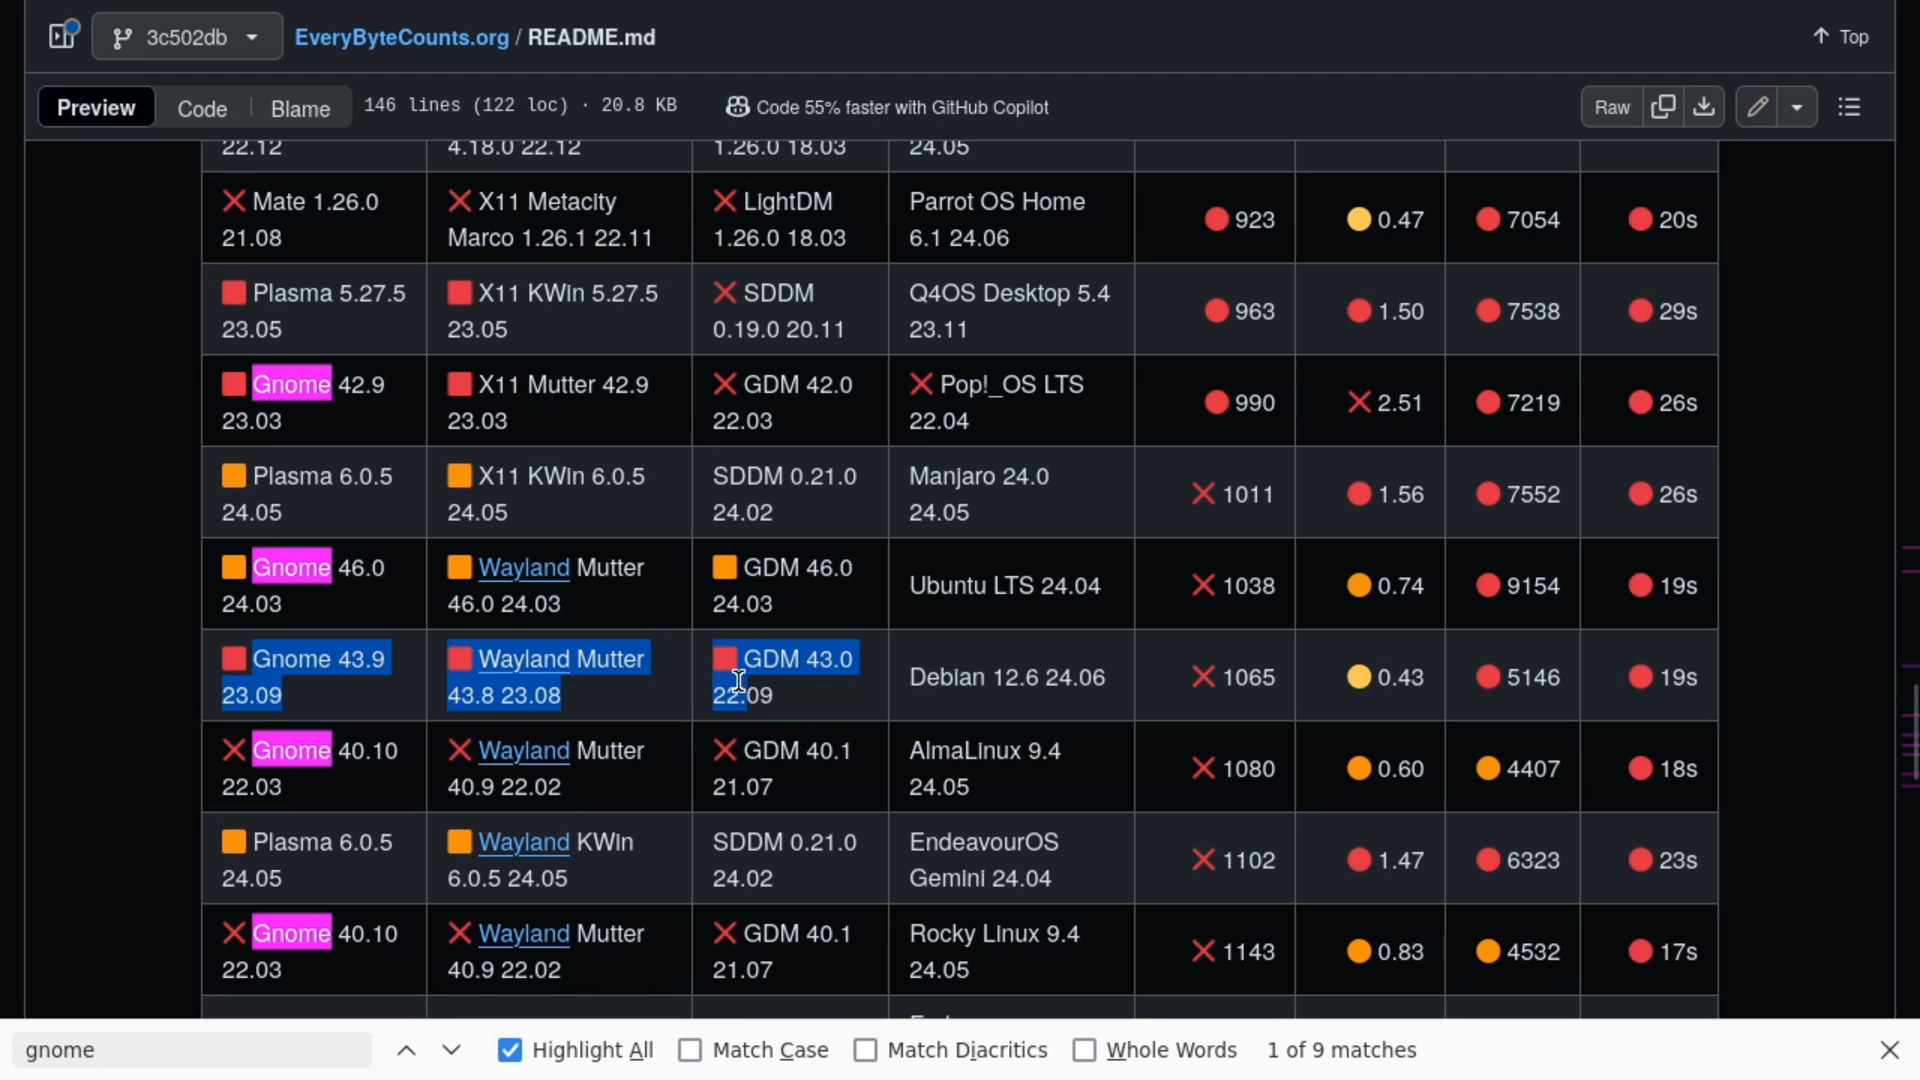 3c502db
EveryByteCounts.org / README.md
Top
Preview
Code
Blame
146 lines (122 loc) · 20.8 KB
Code 55% faster with GitHub Copilot
Raw
22.12
4.18.0 22.12
1.26.0 18.03
24.05
Mate 1.26.0
21.08
X11 Metacity
Marco 1.26.1 22.11
LightDM
1.26.0 18.03
Parrot OS Home
6.1 24.06
923
0.47
7054
20s
Plasma 5.27.5
23.05
X11 KWin 5.27.5
23.05
SDDM
0.19.0 20.11
Q4OS Desktop 5.4
23.11
963
1.50
7538
29s
Gnome 42.9
23.03
X11 Mutter 42.9
23.03
GDM 42.0
22.03
Pop!_OS LTS
22.04
990
2.51
7219
26s
Plasma 6.0.5
24.05
X11 KWin 6.0.5
24.05
SDDM 0.21.0
24.02
Manjaro 24.0
24.05
1011
1.56
7552
26s
Gnome 46.0
24.03
Wayland Mutter
46.0 24.03
GDM 46.0
24.03
Ubuntu LTS 24.04
1038
0.74
9154
19s
Gnome 43.9
23.09
Wayland Mutter
43.8 23.08
GDM 43.0
22.09
Debian 12.6 24.06
1065
0.43
5146
19s
Gnome 40.10
22.03
Wayland Mutter
40.9 22.02
GDM 40.1
21.07
AlmaLinux 9.4
24.05
1080
0.60
4407
18s
Plasma 6.0.5
24.05
Wayland KWin
6.0.5 24.05
SDDM 0.21.0
24.02
EndeavourOS
Gemini 24.04
1102
1.47
6323
23s
Gnome 40.10
22.03
Wayland Mutter
40.9 22.02
GDM 40.1
21.07
Rocky Linux 9.4
24.05
1143
0.83
4532
17s
gnome
Highlight All
Match Case
Match Diacritics
Whole Words
1 of 9 matches